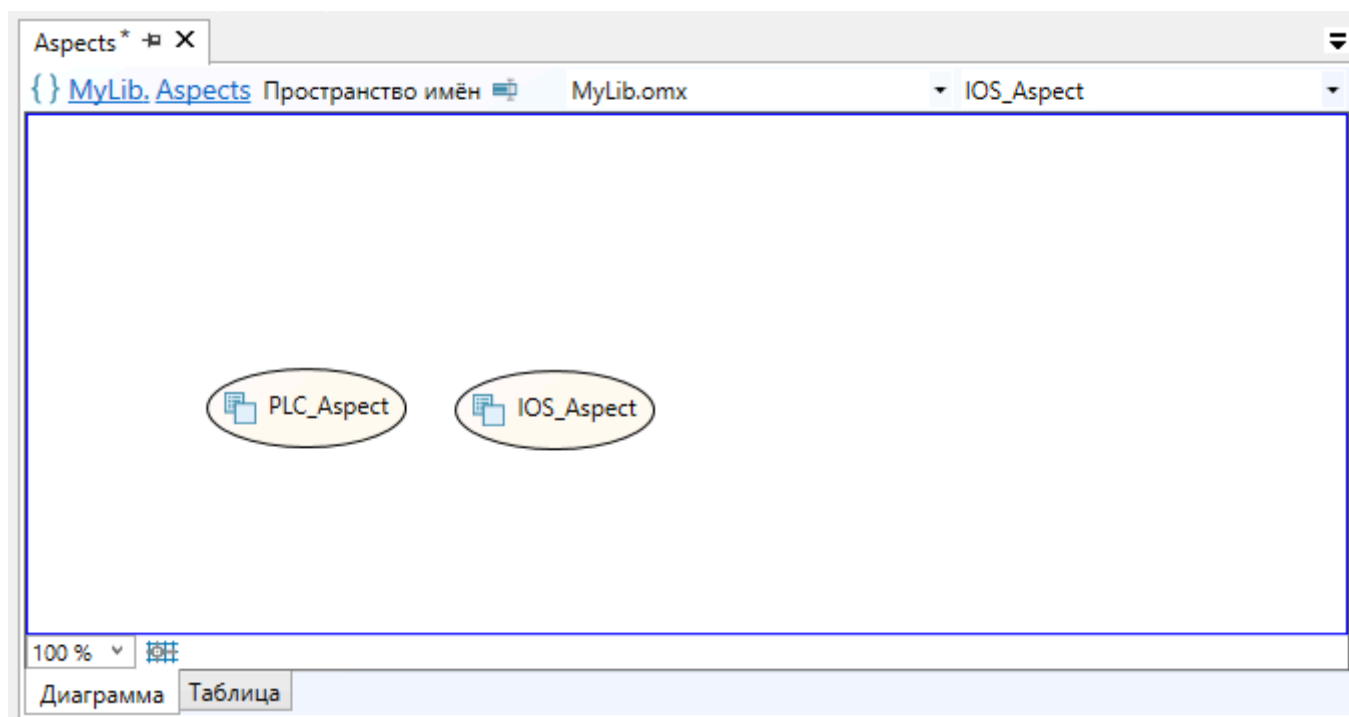 Aspects*
{ } MyLib. Aspects Пространство имён MyLib.omx IOS_Aspect
PLC_Aspect IOS_Aspect
100 %
Диаграмма Таблица